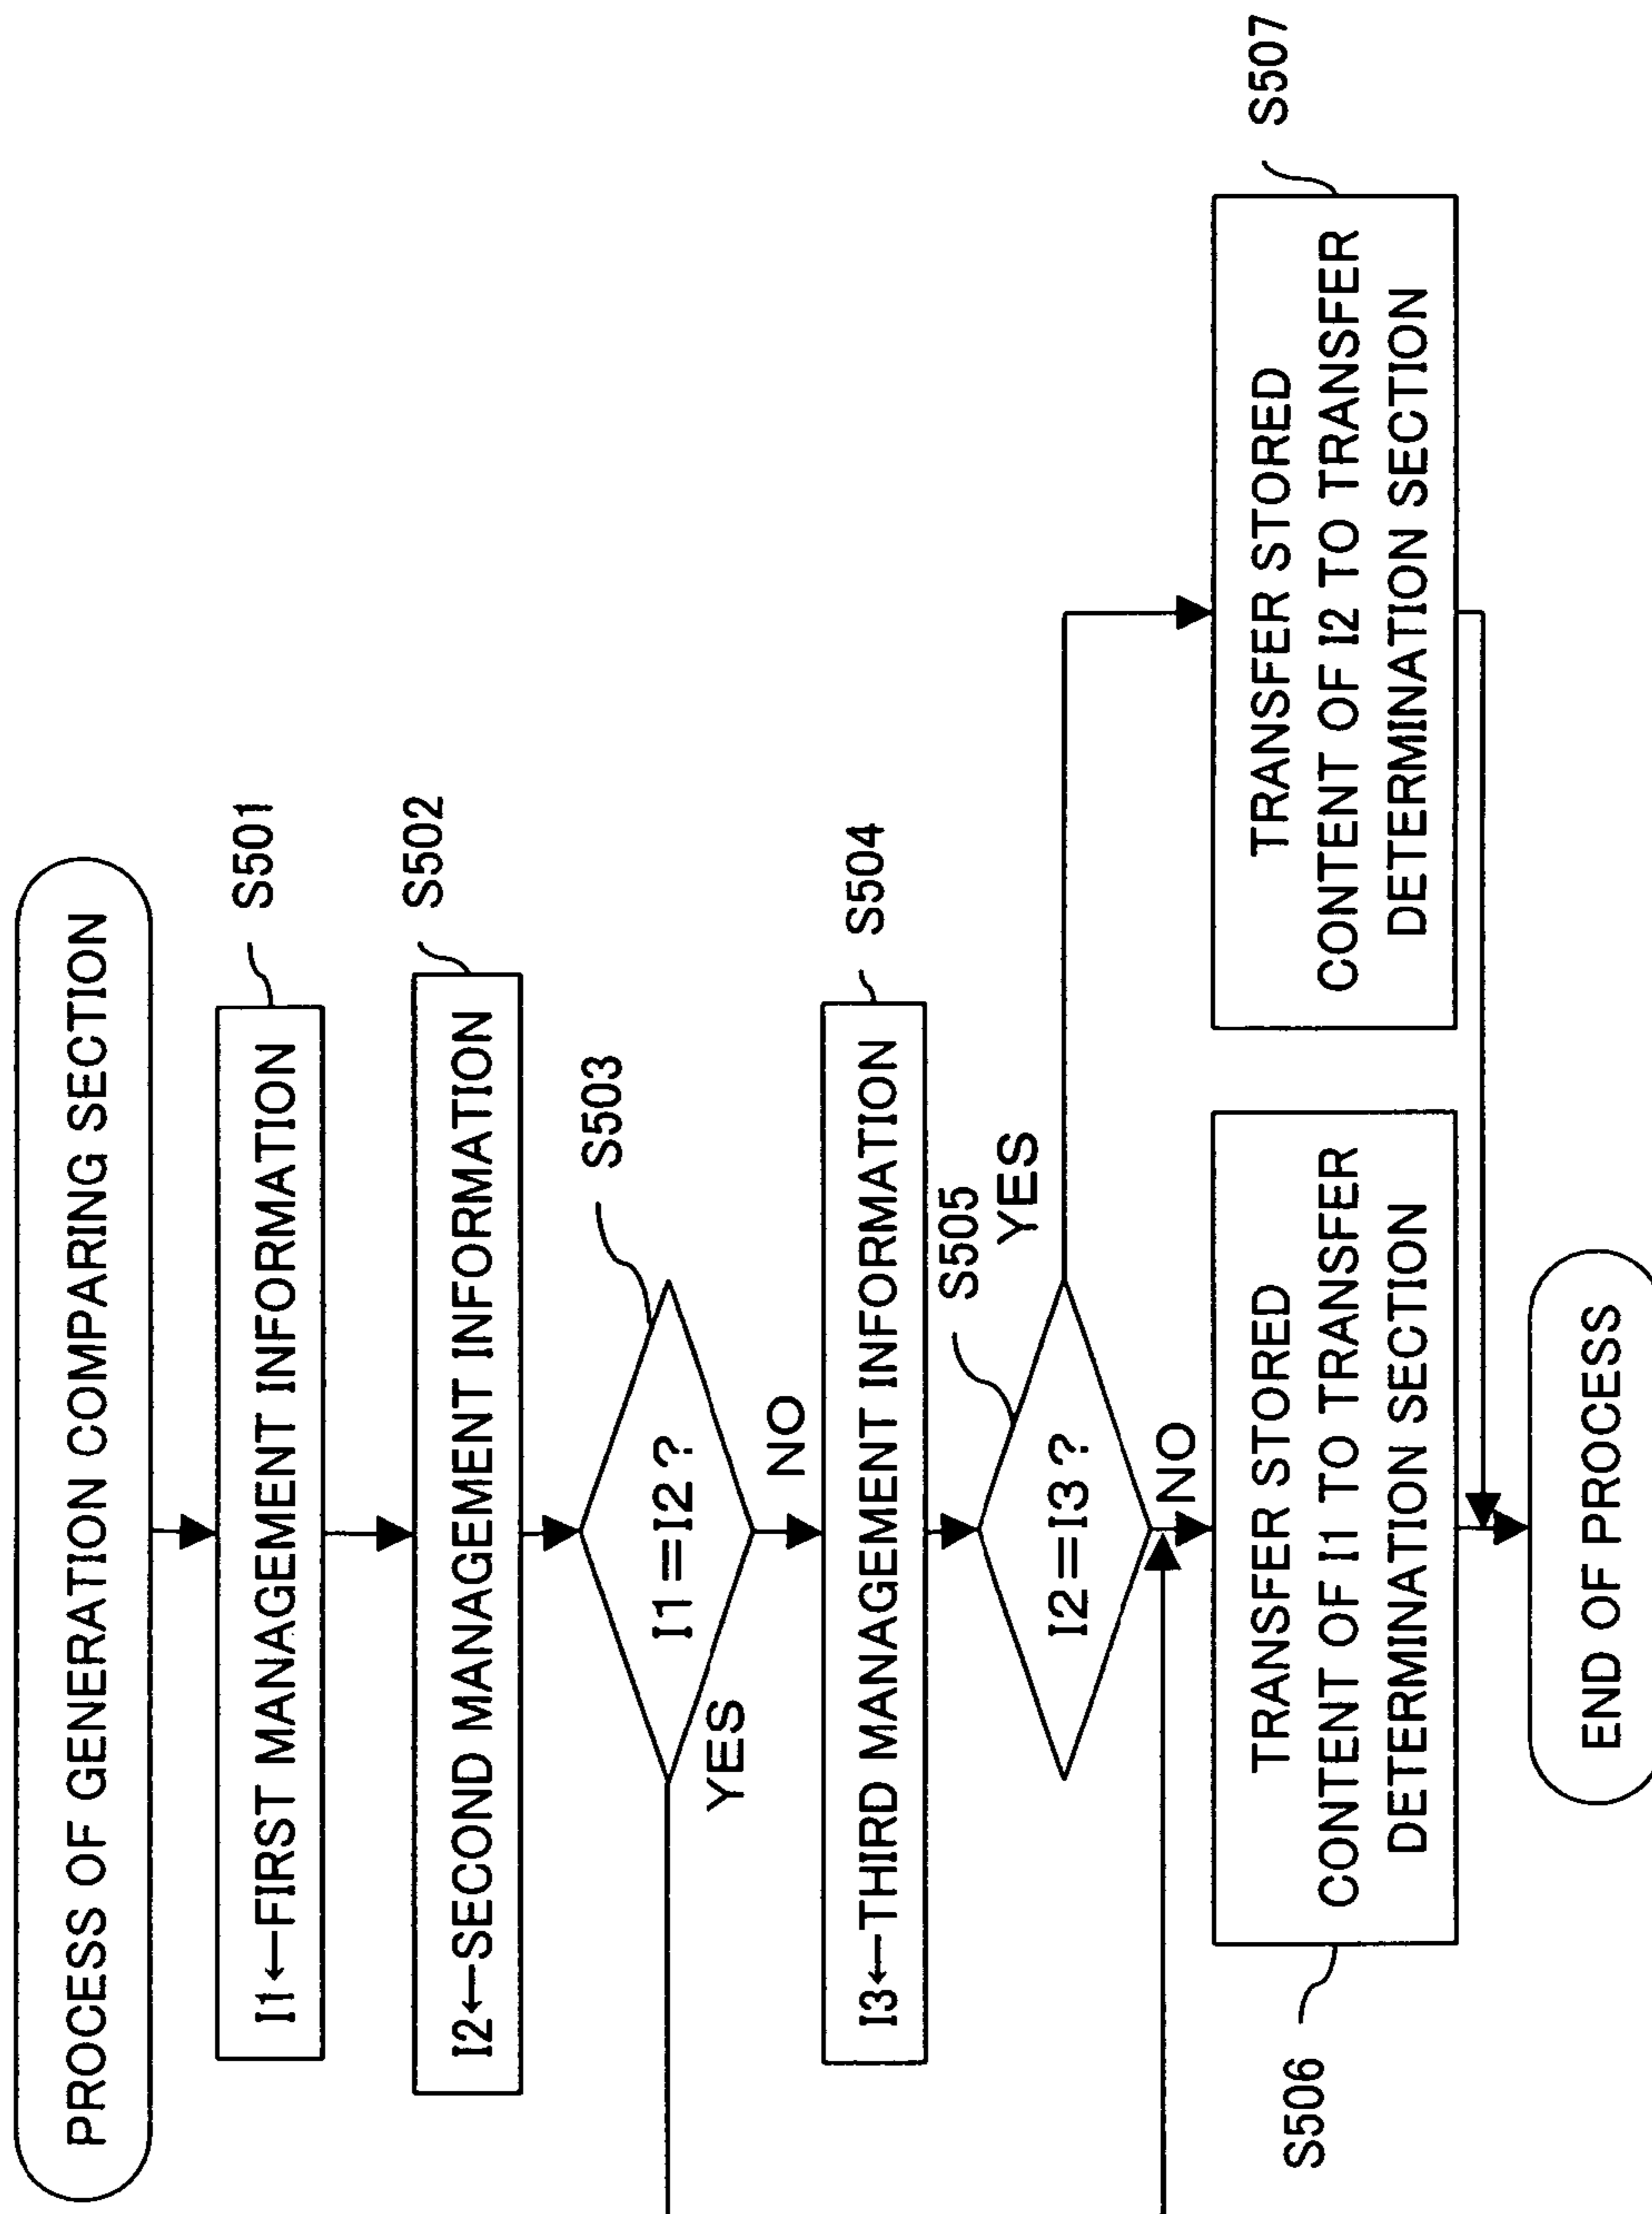 PROCESS OF GENERATION COMPARING SECTION
I1←FIRST MANAGEMENT INFORMATION
S501
I2←SECOND MANAGEMENT INFORMATION
S502
S503
I1=I2?
YES
NO
I3←THIRD MANAGEMENT INFORMATION
S504
S505
YES
I2=I3?
NO
S506
TRANSFER STORED
CONTENT OF I1 TO TRANSFER
DETERMINATION SECTION
TRANSFER STORED
CONTENT OF I2 TO TRANSFER
DETERMINATION SECTION
S507
END OF PROCESS